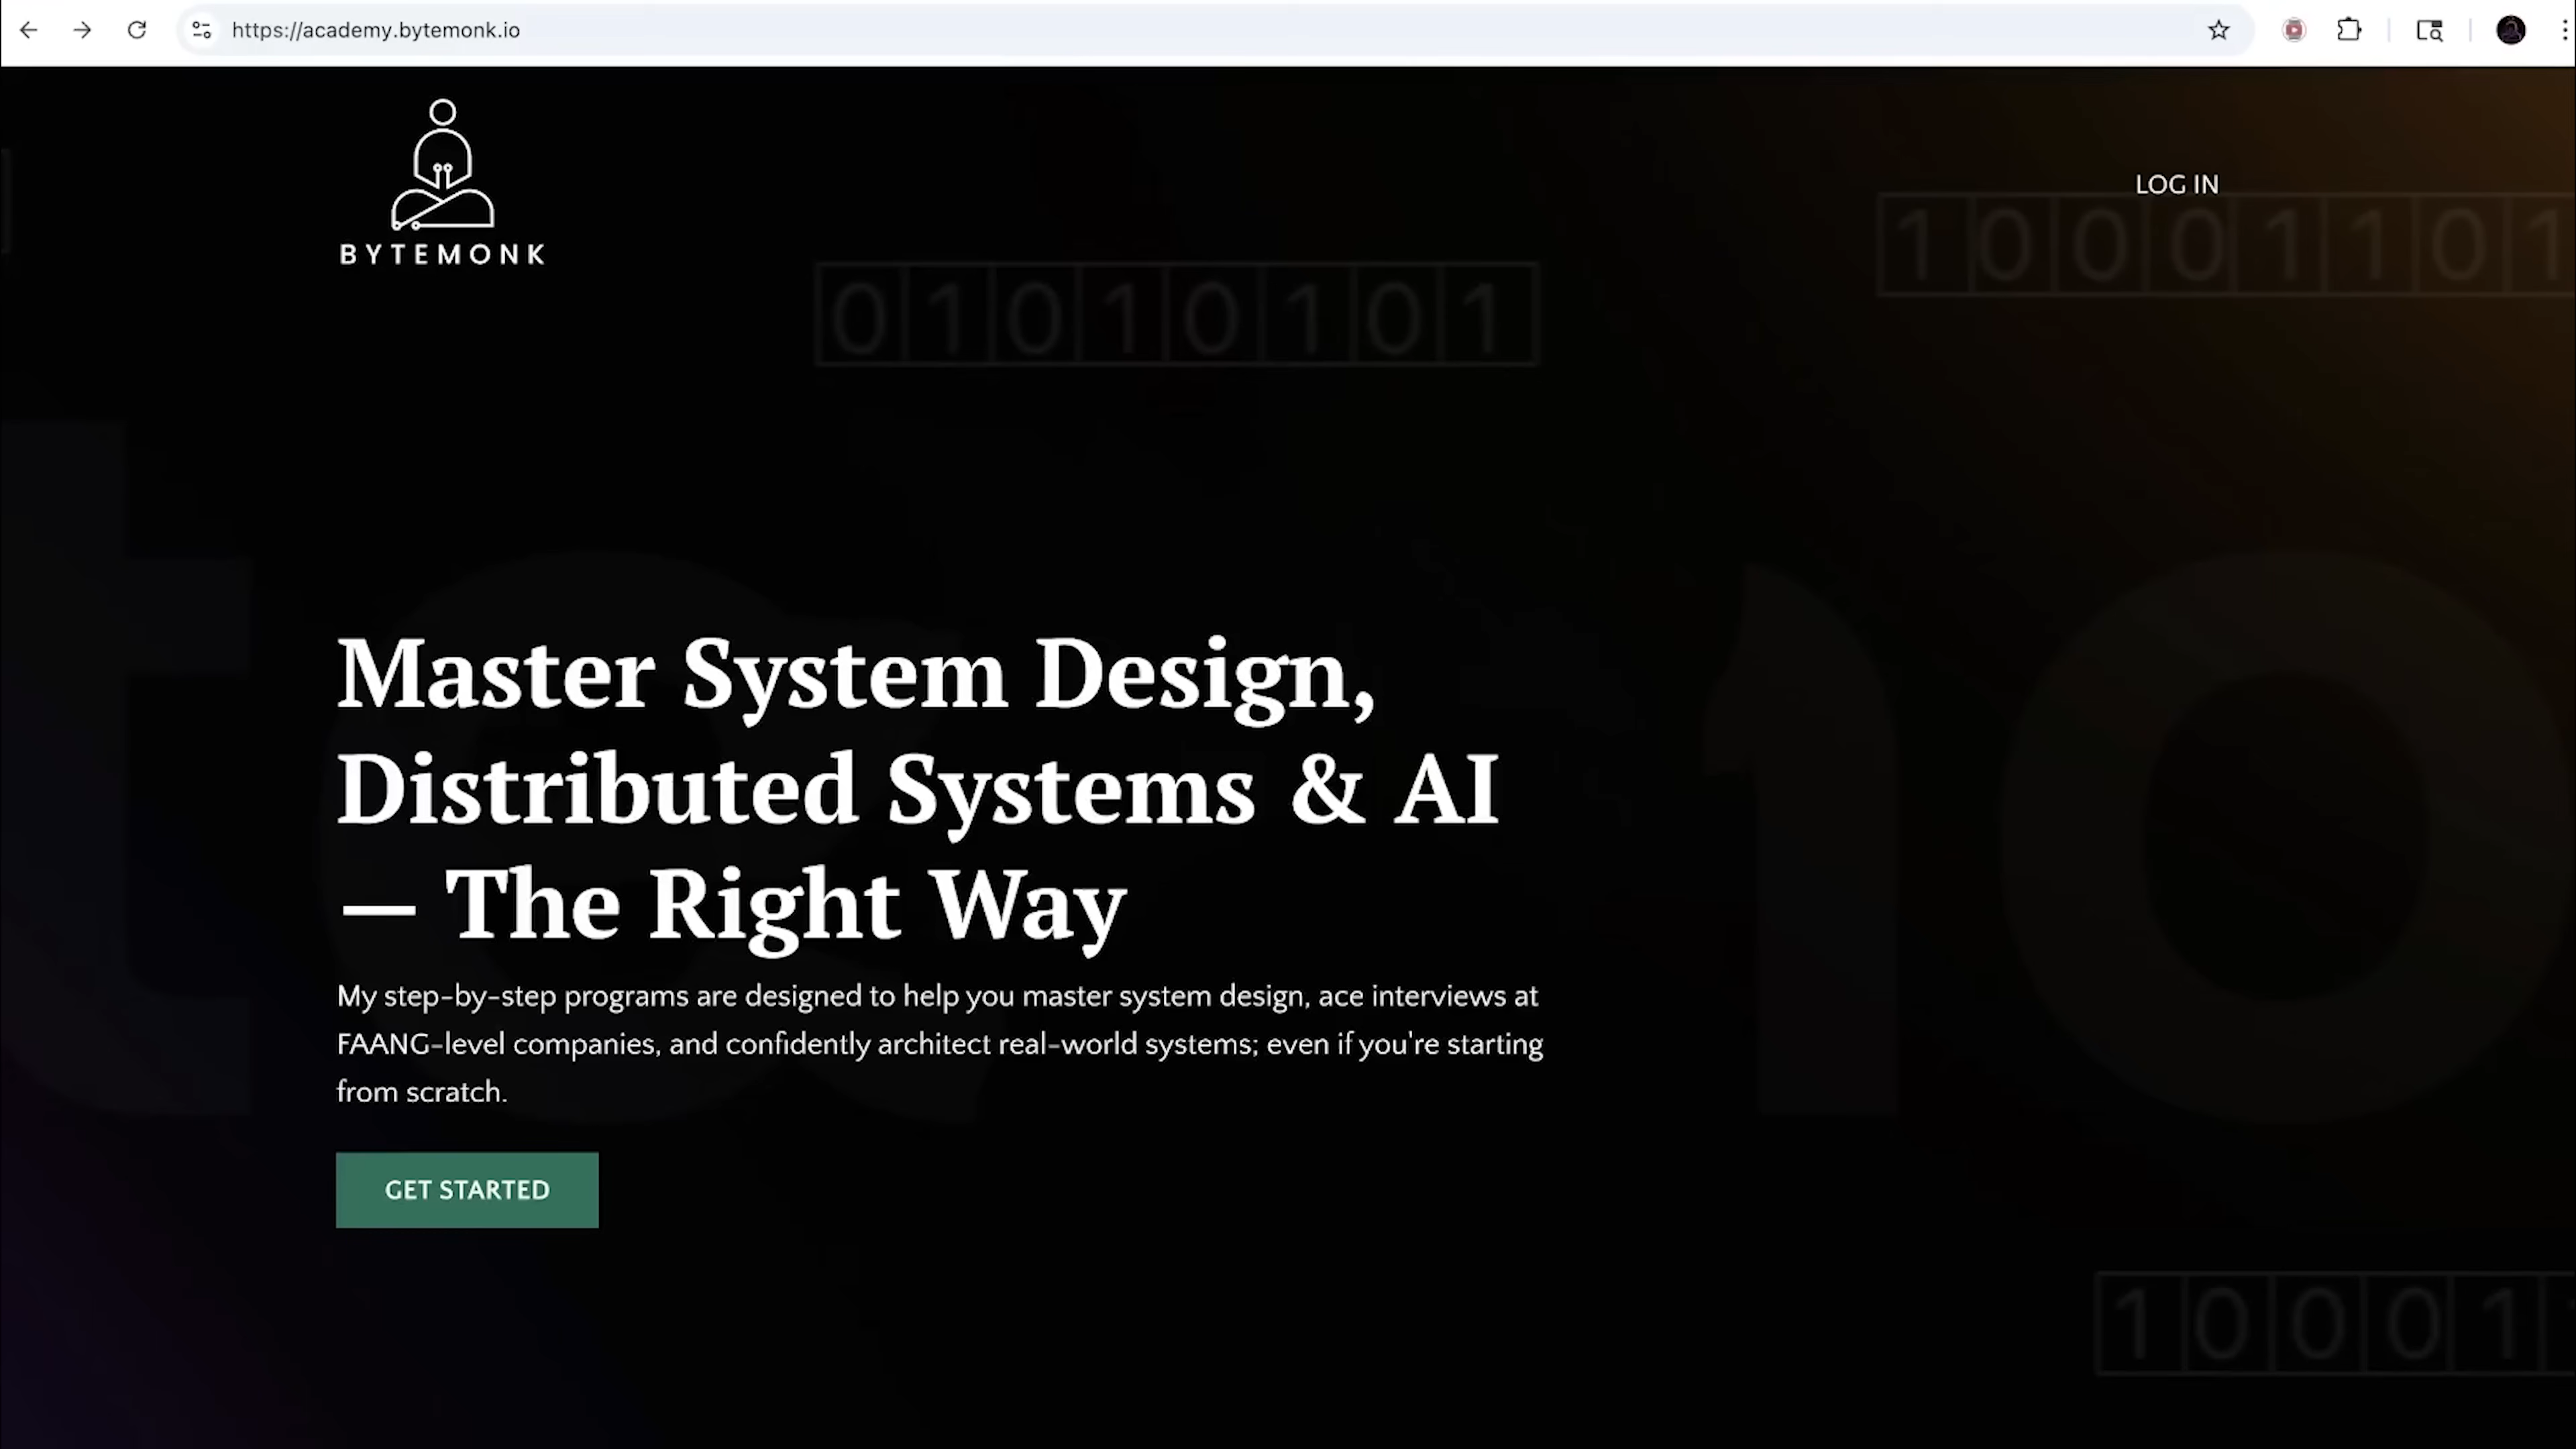 https://academy.bytemonk.io
BYTEMONK
LOG IN
10001101
01010101
Master System Design,
Distributed Systems & AI
— The Right Way
My step-by-step programs are designed to help you master system design, ace interviews at
FAANG-level companies, and confidently architect real-world systems; even if you're starting
from scratch.
GET STARTED
10001